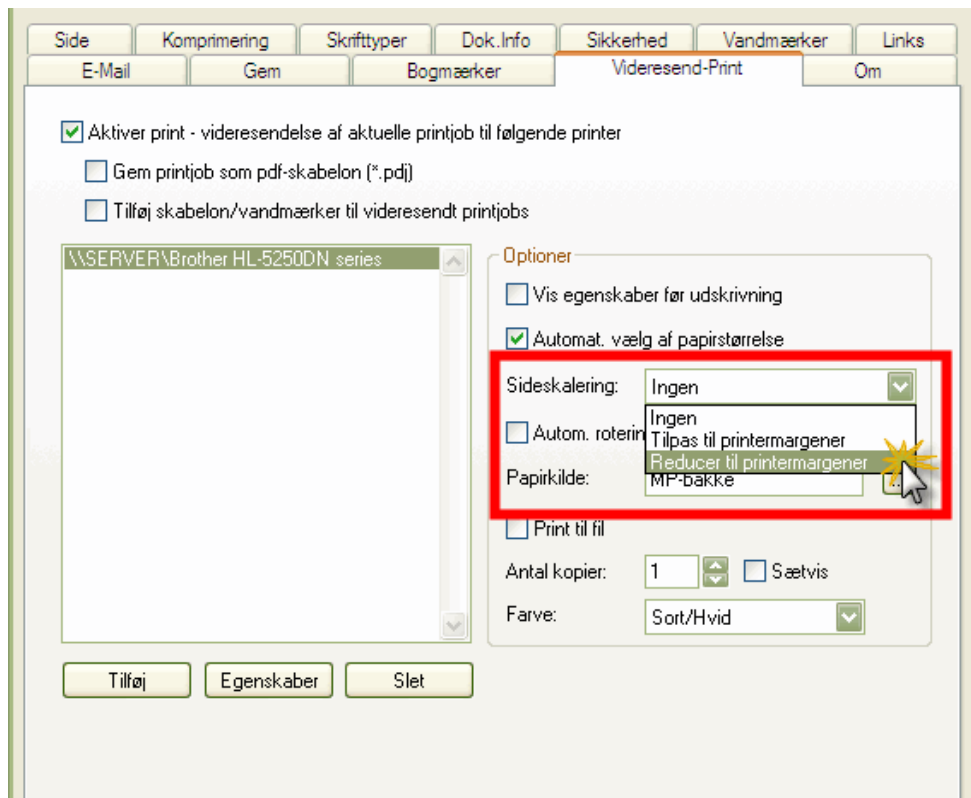 Side Komprimering Skrifttyper Dok.Info Sikkerhed Vandmærker Links
E-Mail Gem Bogmærker Videresend-Print Om
Aktiver print - videresendelse af aktuelle printjob til følgende printer
Gem printjob som pdf-skabelon (*.pdj)
Tilføj skabelon/vandmærker til videresendt printjobs
\\SERVER\Brother HL-5250DN series
Optioner
Vis egenskaber før udskrivning
Automat. vælg af papirstørrelse
Sideskalering: Ingen
Ingen
Autom. roterin
Tilpas til printermargener
Reducer til printermargener
Papirkilde: MP-bakke ...
Print til fil
Antal kopier: 1 Sætvis
Farve: Sort/Hvid
Tilføj Egenskaber Slet